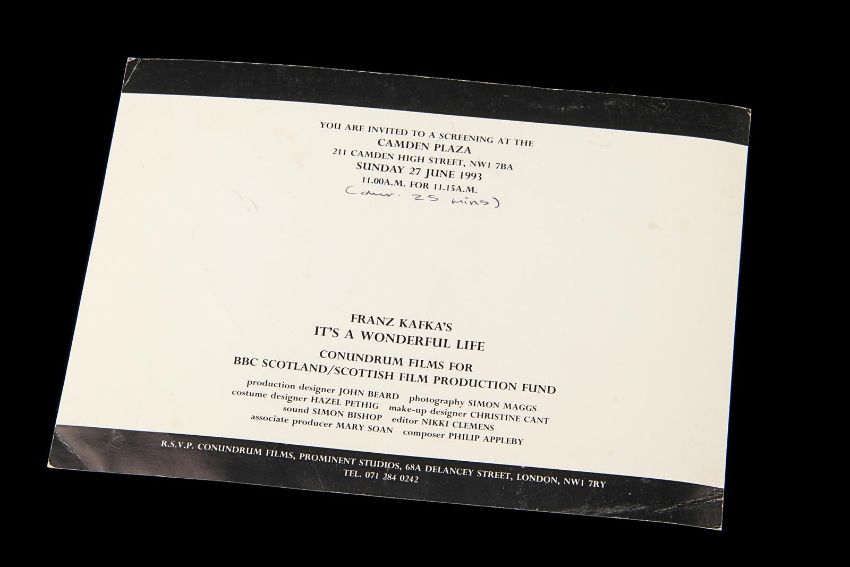 YOU ARE INVITED TO A SCREENING AT THE
CAMDEN PLAZA
211 CAMDEN HIGH STREET, NW1 7BA
SUNDAY 27 JUNE 1993
11.00A.M. FOR 11.15A.M.
(dur. 25 mins)
FRANZ KAFKA'S
IT'S A WONDERFUL LIFE
CONUNDRUM FILMS FOR
BBC SCOTLAND/SCOTTISH FILM PRODUCTION FUND
production designer JOHN BEARD photography SIMON MAGGS
costume designer HAZEL PETHIG make-up designer CHRISTINE CANT
sound SIMON BISHOP editor NIKKI CLEMENS
associate producer MARY SOAN composer PHILIP APPLEBY
R.S.V.P. CONUNDRUM FILMS, PROMINENT STUDIOS, 68A DELANCEY STREET, LONDON, NW1 7RY
TEL. 071 284 0242